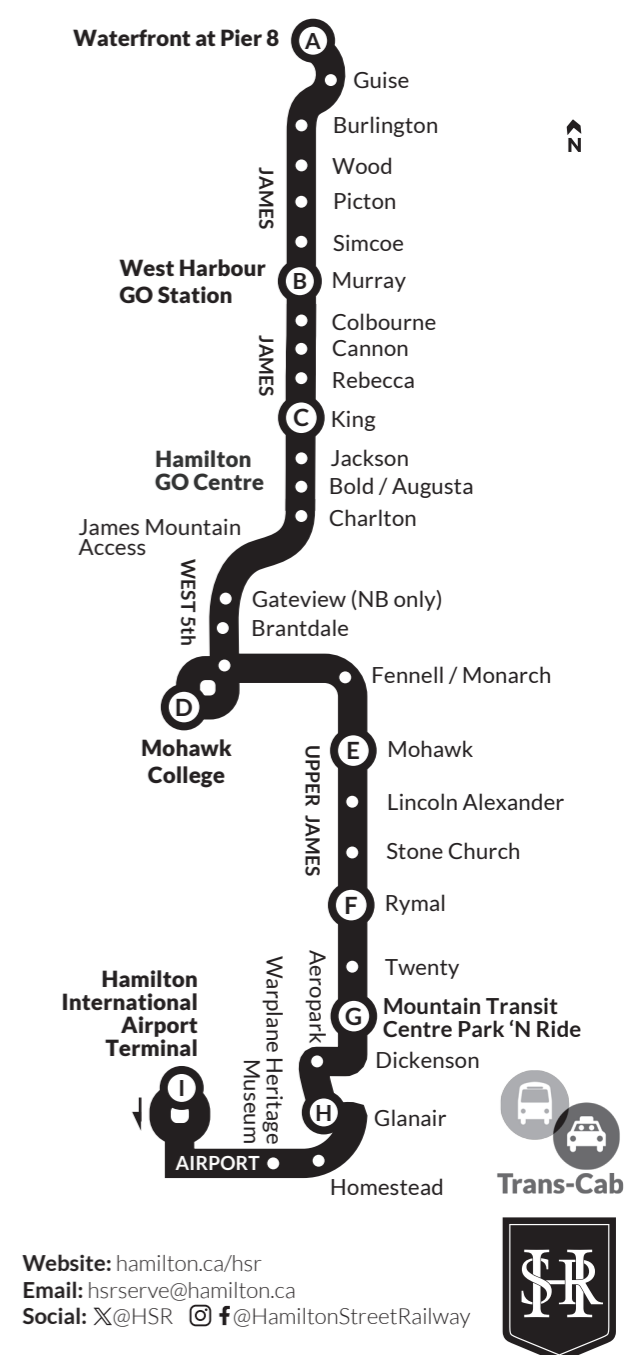 Waterfront at Pier 8
A
Guise
Burlington
N
Wood
JAMES
Picton
Simcoe
West Harbour
GO Station
B
Murray
Colbourne
JAMES
Cannon
Rebecca
C
King
Hamilton
GO Centre
Jackson
Bold / Augusta
Charlton
James Mountain
Access
WEST 5th
Gateview (NB only)
Brantdale
Fennell / Monarch
D
Mohawk
College
E
Mohawk
UPPER JAMES
Lincoln Alexander
Stone Church
F
Rymal
Twenty
G
Mountain Transit
Centre Park ‘N Ride
Aeropark
Dickenson
Warplane Heritage
Museum
Hamilton
International
Airport
Terminal
I
H
Glanair
AIRPORT
Homestead
Trans-Cab
Website: hamilton.ca/hsr
Email: hsrserve@hamilton.ca
Social: X@HSR f@HamiltonStreetRailway
HSR